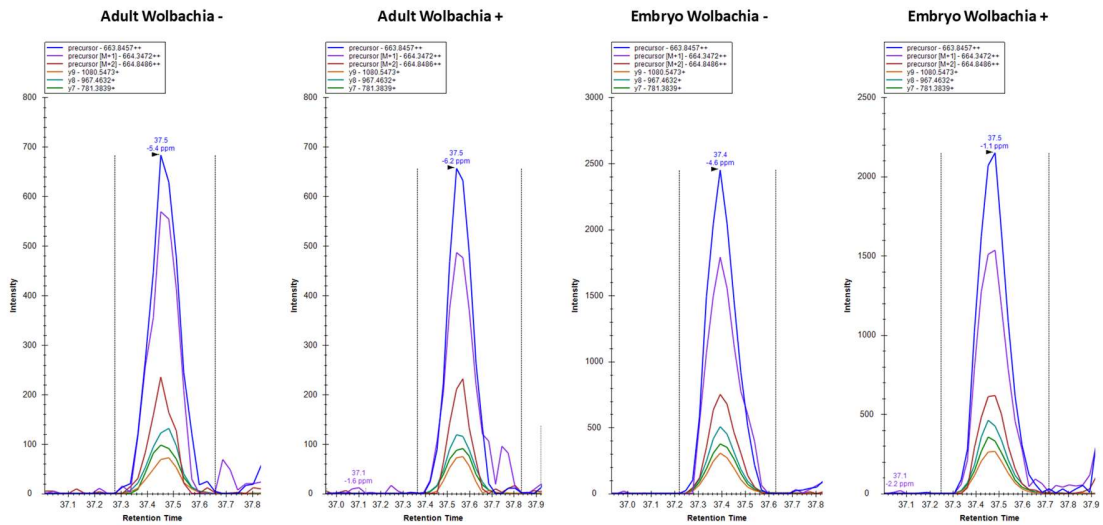 Adult Wolbachia -
Adult Wolbachia +
Embryo Wolbachia -
Embryo Wolbachia +
precursor - 663.8457++
precursor [M+1] - 664.3472++
precursor [M+2] - 664.8486++
y9 - 1080.5473+
y8 - 967.4632+
y7 - 781.3839+
800
700
600
500
400
300
200
100
0
Intensity
37.5
-5.4 ppm
37.1 37.2 37.3 37.4 37.5 37.6 37.7 37.8
Retention Time
precursor - 663.8457++
precursor [M+1] - 664.3472++
precursor [M+2] - 664.8486++
y9 - 1080.5473+
y8 - 967.4632+
y7 - 781.3839+
800
700
600
500
400
300
200
100
0
Intensity
37.5
-6.2 ppm
37.1
-1.6 ppm
37.1 37.2 37.3 37.4 37.5 37.6 37.7 37.8 37.9
Retention Time
precursor - 663.8457++
precursor [M+1] - 664.3472++
precursor [M+2] - 664.8486++
y9 - 1080.5473+
y8 - 967.4632+
y7 - 781.3839+
3000
2500
2000
1500
1000
500
0
Intensity
37.4
-4.6 ppm
37.0 37.1 37.2 37.3 37.4 37.5 37.6 37.7 37.8
Retention Time
precursor - 663.8457++
precursor [M+1] - 664.3472++
precursor [M+2] - 664.8486++
y9 - 1080.5473+
y8 - 967.4632+
y7 - 781.3839+
2500
2000
1500
1000
500
0
Intensity
37.5
-1.1 ppm
37.1
-2.2 ppm
37.1 37.2 37.3 37.4 37.5 37.6 37.7 37.8 37.9
Retention Time